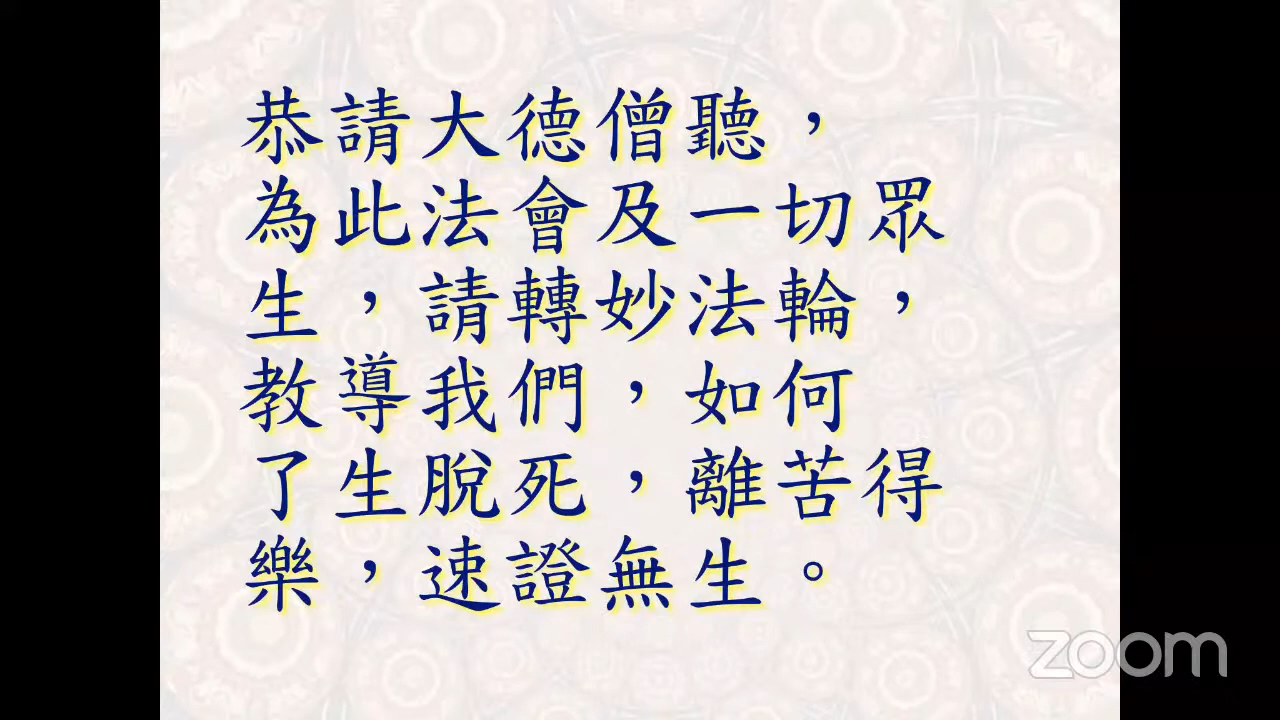 恭請大德僧聽，
為此法會及一切眾
生，請轉妙法輪，
教導我們，如何
了生脫死，離苦得
樂，速證無生。
zoom